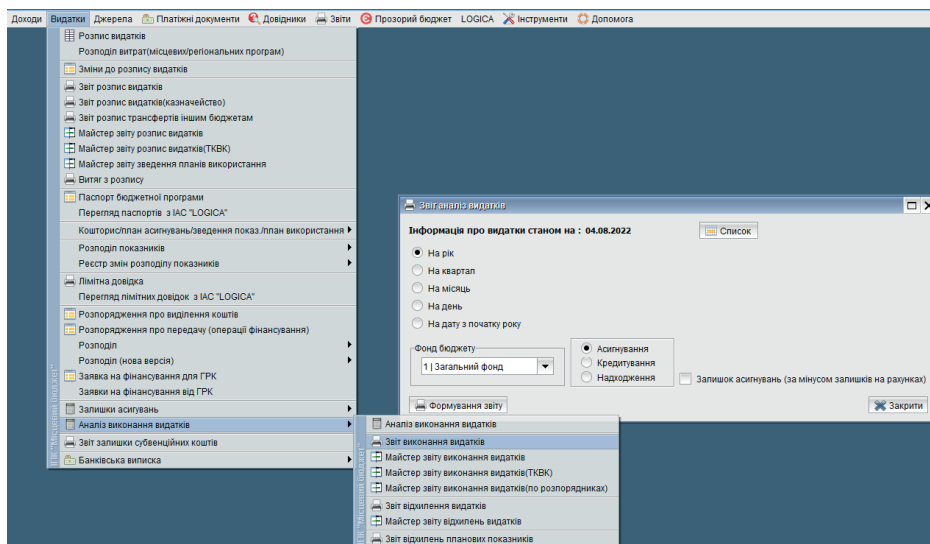 Доходи Видатки Джерела Платіжні документи Довідники Звіти Прозорий бюджет LOGICA Інструменти Допомога
Розпис видатків
Розподіл витрат(місцевих/регіональних програм)
Зміни до розпису видатків
Звіт розпис видатків
Звіт розпис видатків(казначейство)
Звіт розпис трансфертів іншим бюджетам
Майстер звіту розпис видатків
Майстер звіту розпис видатків(ТКВК)
Майстер звіту зведення планів використання
Витяг з розпису
Паспорт бюджетної програми
Перегляд паспортів з ІАС "LOGICA"
Кошторис/план асигнувань/зведення показ./план використання
Розподіл показників
Реєстр змін розподілу показників
Лімітна довідка
Перегляд лімітних довідок з ІАС "LOGICA"
Розпорядження про виділення коштів
Розпорядження про передачу (операції фінансування)
Розподіл
Розподіл (нова версія)
Заявка на фінансування для ГРК
Заявки на фінансування від ГРК
Залишки асигувань
Аналіз виконання видатків
Звіт залишки субвенційних коштів
Банківська виписка
ІПК "Місцевий бюджет"
Звіт аналіз видатків
Інформація про видатки станом на : 04.08.2022
Список
На рік
На квартал
На місяць
На день
На дату з початку року
Фонд бюджету
1 | Загальний фонд
Асигнування
Кредитування
Надходження
Залишок асигнувань (за мінусом залишків на рахунках)
Формування звіту
Закрити
Аналіз виконання видатків
Звіт виконання видатків
Майстер звіту виконання видатків
Майстер звіту виконання видатків(ТКВК)
Майстер звіту виконання видатків(по розпорядниках)
Звіт відхилення видатків
Майстер звіту відхилень видатків
Звіт відхилень планових показників
ІПК "Місцевий бюджет"